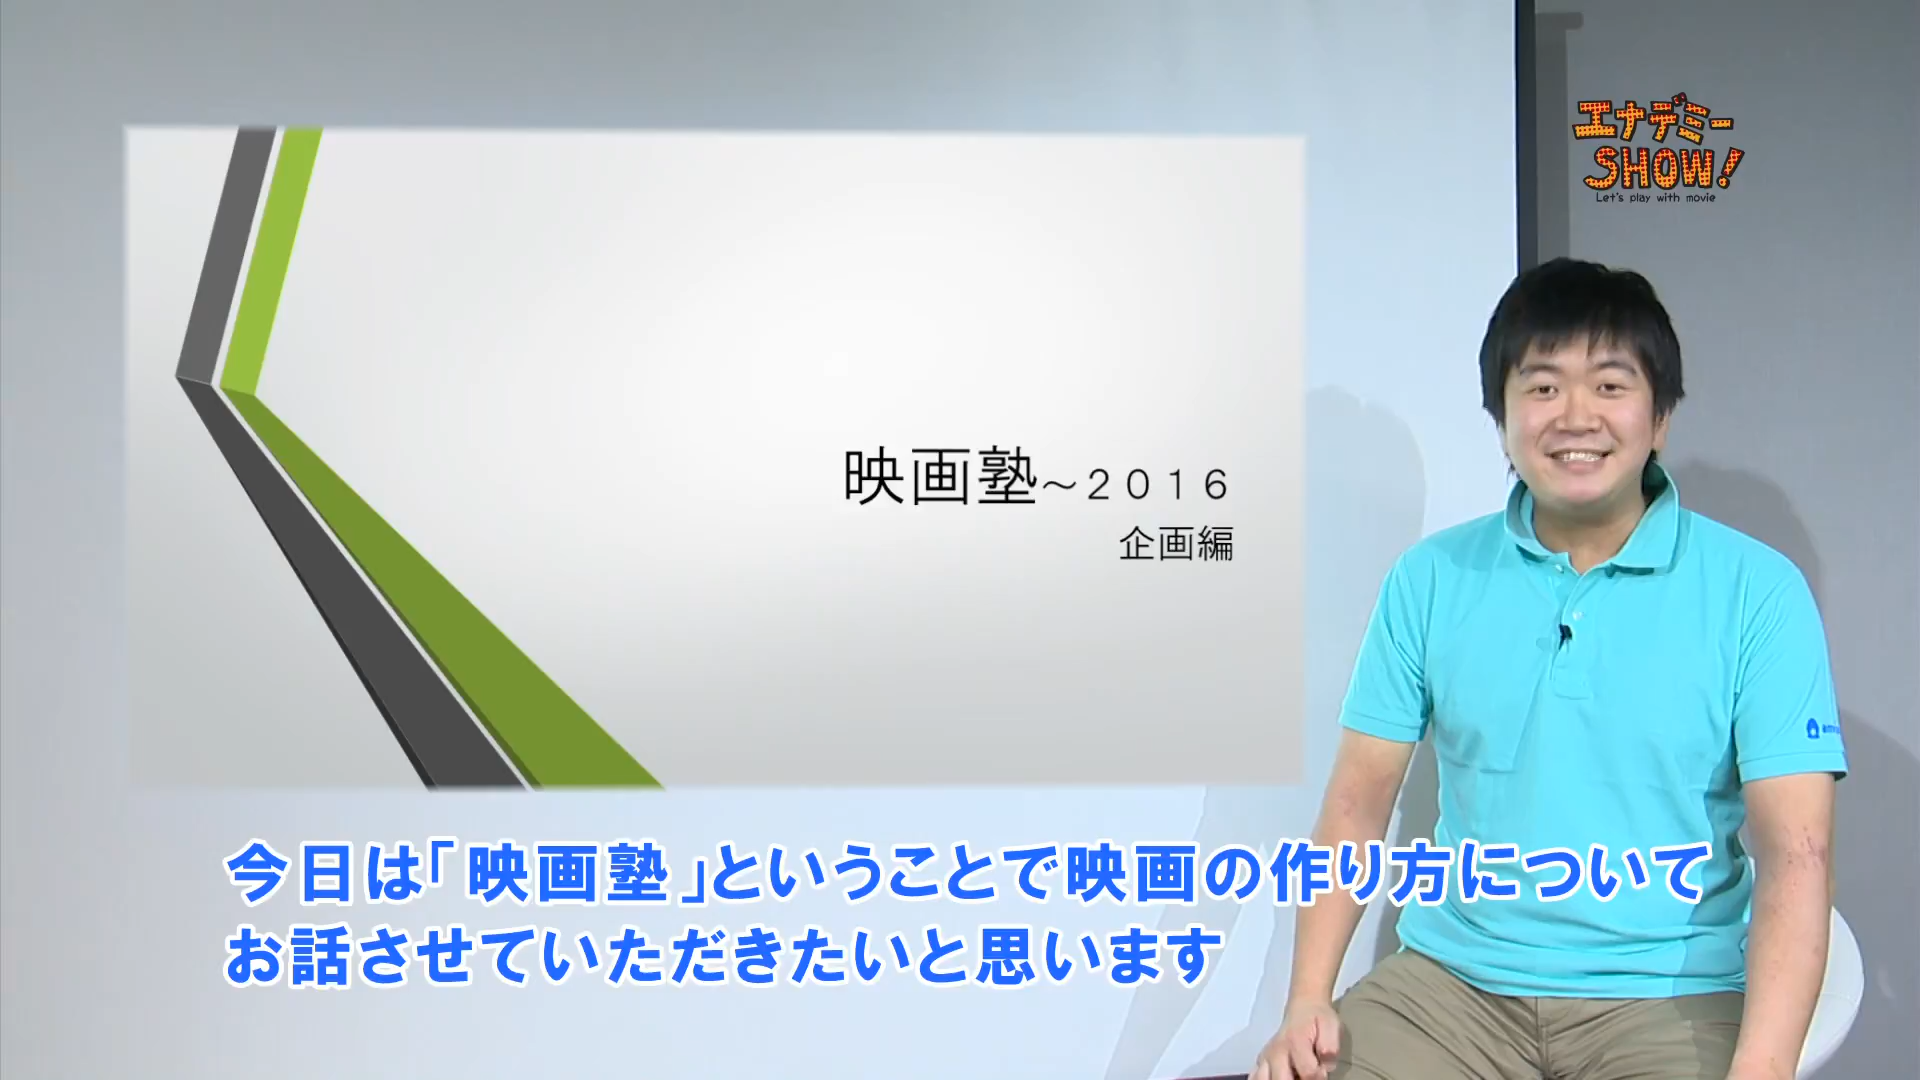 エナデミー
SHOW!
Let's play with movie
映画塾～２０１６
企画編
今日は「映画塾」ということで映画の作り方について
お話させていただきたいと思います